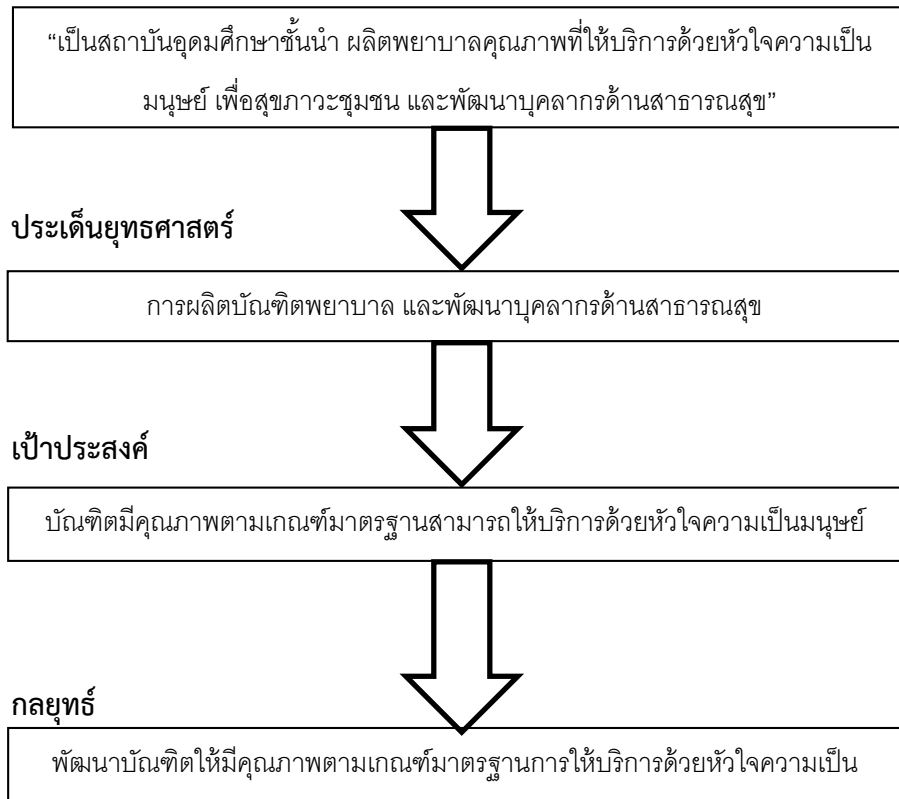 “เป็นสถาบันอุดมศึกษาชั้นนำ ผลิตพยาบาลคุณภาพที่ให้บริการด้วยหัวใจความเป็น
มนุษย์ เพื่อสุขภาวะชุมชน และพัฒนาบุคลากรด้านสาธารณสุข”
ประเด็นยุทธศาสตร์
การผลิตบัณฑิตพยาบาล และพัฒนาบุคลากรด้านสาธารณสุข
เป้าประสงค์
บัณฑิตมีคุณภาพตามเกณฑ์มาตรฐานสามารถให้บริการด้วยหัวใจความเป็นมนุษย์
กลยุทธ์
พัฒนาบัณฑิตให้มีคุณภาพตามเกณฑ์มาตรฐานการให้บริการด้วยหัวใจความเป็น